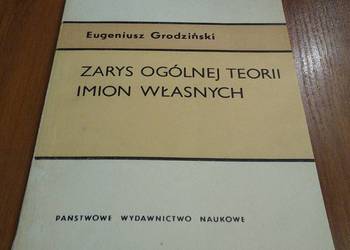 Eugeniusz Grodziński
ZARYS OGÓLNEJ TEORII
IMION WŁASNYCH
PAŃSTWOWE WYDAWNICTWO NAUKOWE